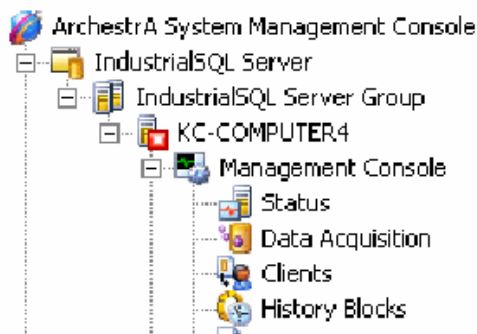 ArchestrA System Management Console
IndustrialSQL Server
IndustrialSQL Server Group
KC-COMPUTER4
Management Console
Status
Data Acquisition
Clients
History Blocks